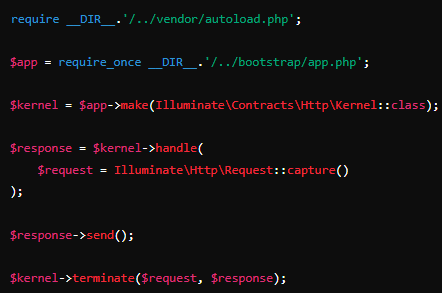 require __DIR__.'/../vendor/autoload.php';
$app = require_once __DIR__.'/../bootstrap/app.php';
$kernel = $app->make(Illuminate\Contracts\Http\Kernel::class);
$response = $kernel->handle(
    $request = Illuminate\Http\Request::capture()
);
$response->send();
$kernel->terminate($request, $response);